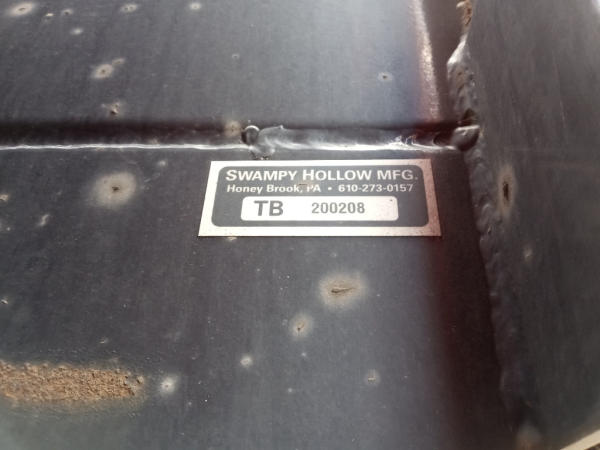 SWAMPY HOLLOW MFG.
Honey Brook, PA • 610-273-0157
TB 200208